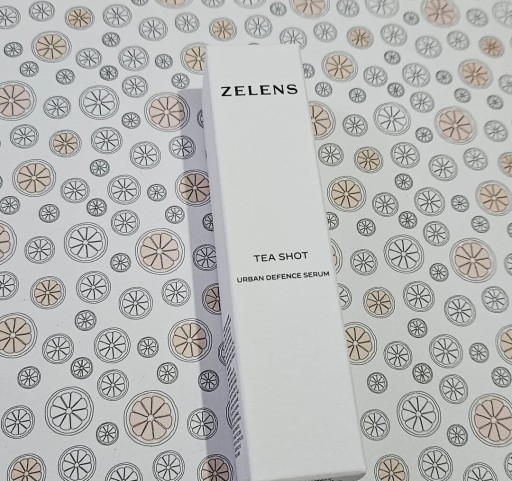 ZELENS
TEA SHOT
URBAN DEFENCE SERUM